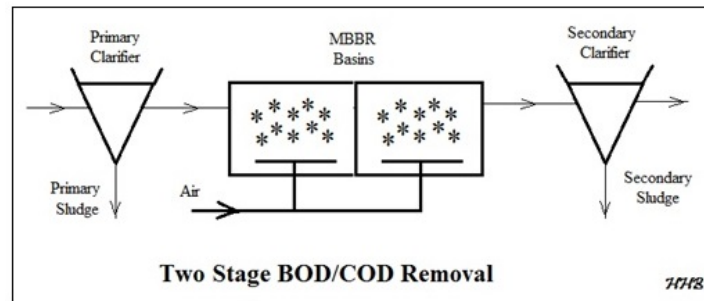 Primary
Clarifier
MBBR
Basins
Secondary
Clarifier
Primary
Sludge
Air
Secondary
Sludge
Two Stage BOD/COD Removal
HHB